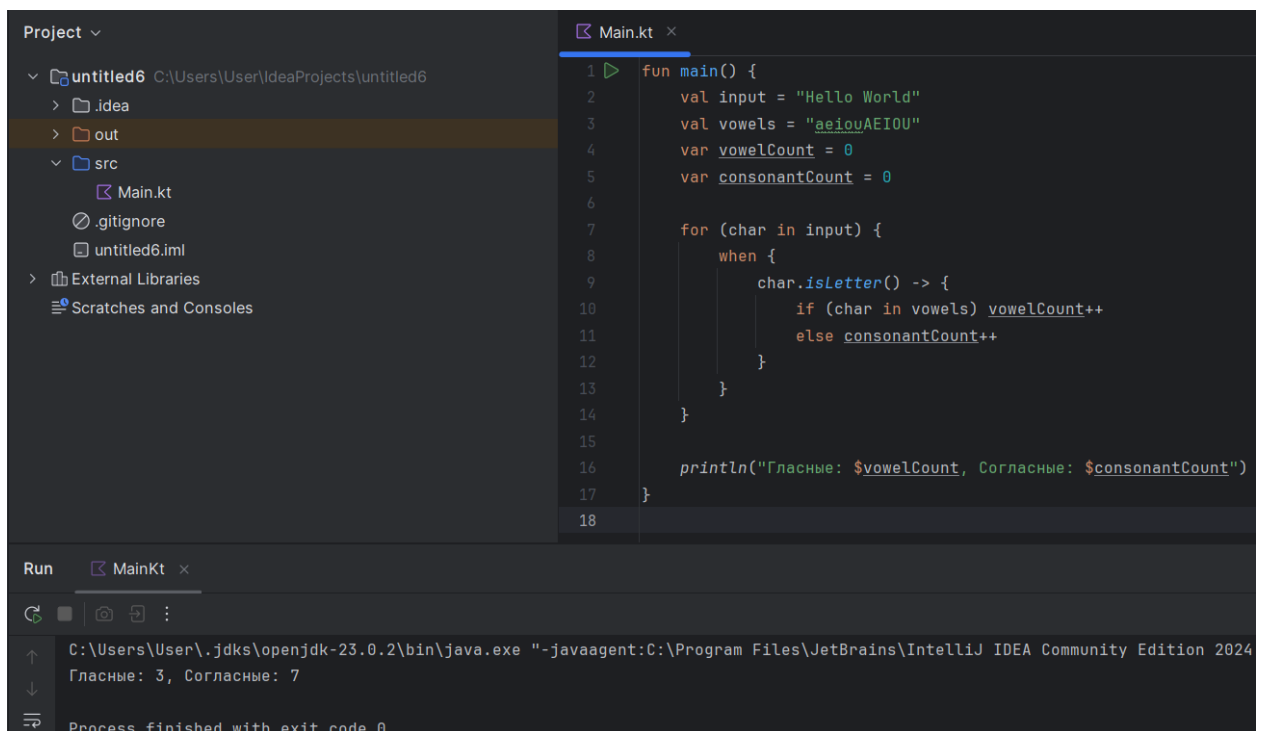 Project
untitled6 C:\Users\User\IdeaProjects\untitled6
.idea
out
src
Main.kt
.gitignore
untitled6.iml
External Libraries
Scratches and Consoles
Main.kt
1 fun main() {
2     val input = "Hello World"
3     val vowels = "aeiouAEIOU"
4     var vowelCount = 0
5     var consonantCount = 0
6
7     for (char in input) {
8         when {
9             char.isLetter() -> {
10                 if (char in vowels) vowelCount++
11                 else consonantCount++
12             }
13         }
14     }
15
16     println("Гласные: $vowelCount, Согласные: $consonantCount")
17 }
18
Run MainKt
C:\Users\User\.jdks\openjdk-23.0.2\bin\java.exe "-javaagent:C:\Program Files\JetBrains\IntelliJ IDEA Community Edition 2024
Гласные: 3, Согласные: 7
Process finished with exit code 0